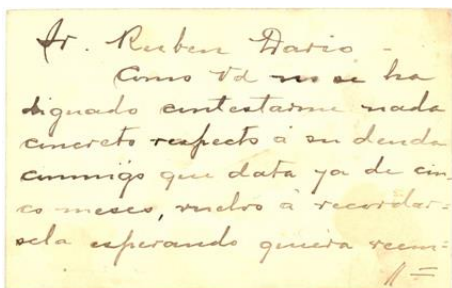 Sr. Ruben Dario -
Como Vd no se ha
dignado contestarme nada
concreto respecto á su deuda
conmigo que data ya de cin-
co meses, vuelvo á recordar=
sela esperando quiera reem=